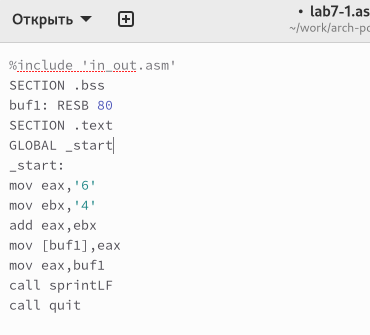 Открыть
• lab7-1.as
~/work/arch-pc
%include 'in_out.asm'
SECTION .bss
buf1: RESB 80
SECTION .text
GLOBAL _start
_start:
mov eax,'6'
mov ebx,'4'
add eax,ebx
mov [buf1],eax
mov eax,buf1
call sprintLF
call quit